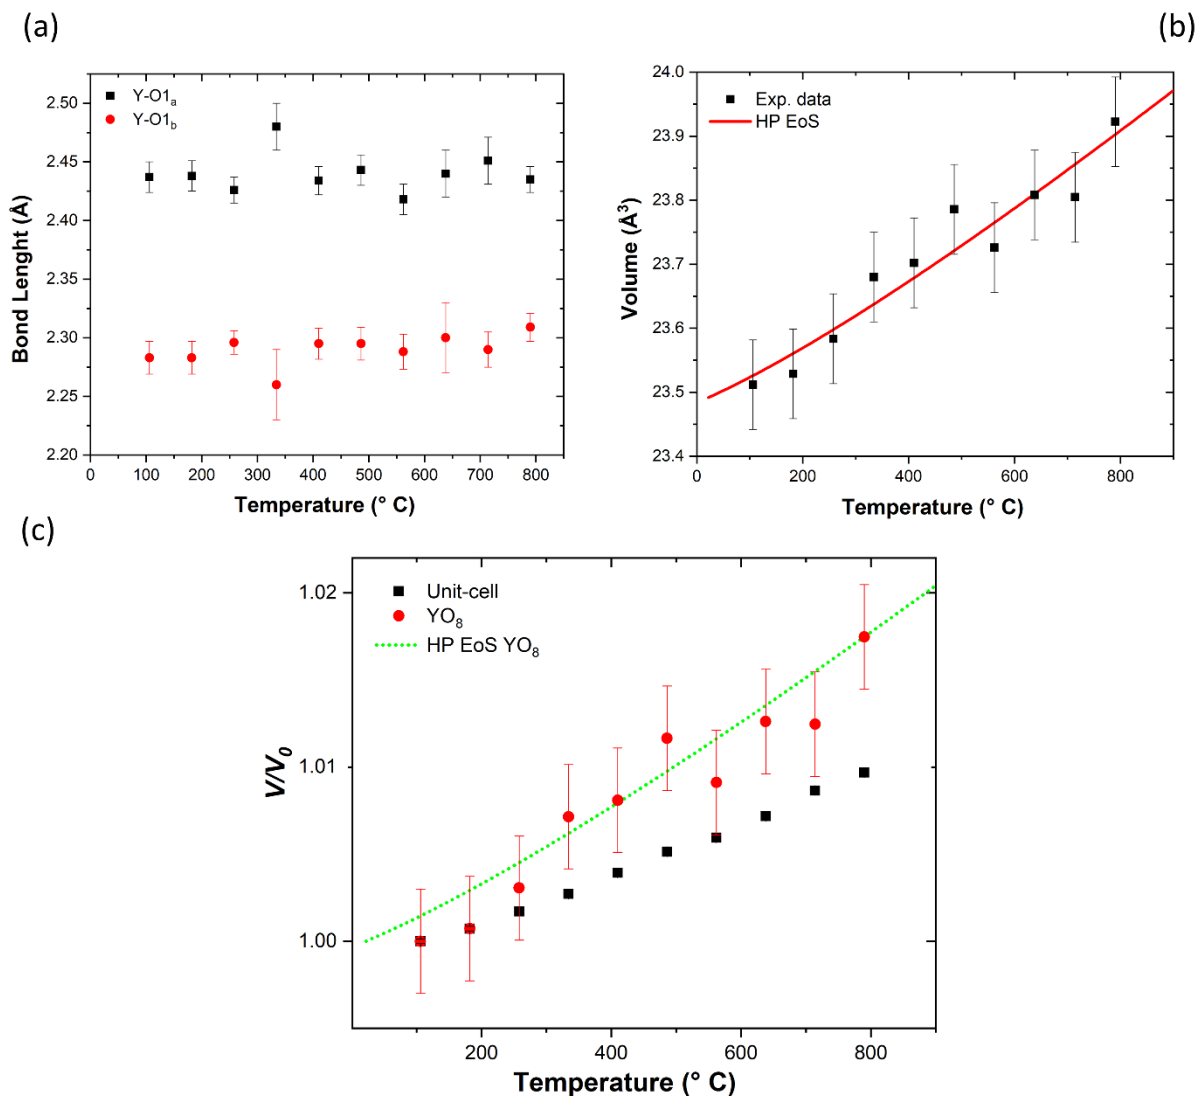 (a)
(b)
2.50
2.45
2.40
2.35
2.30
2.25
2.20
Bond Lenght (Å)
Y-O1a
Y-O1b
0 100 200 300 400 500 600 700 800
Temperature (° C)
24.0
23.9
23.8
23.7
23.6
23.5
23.4
Volume (Å³)
Exp. data
HP EoS
0 200 400 600 800
Temperature (° C)
(c)
1.02
1.01
1.00
V/V₀
Unit-cell
YO₈
HP EoS YO₈
200 400 600 800
Temperature (° C)